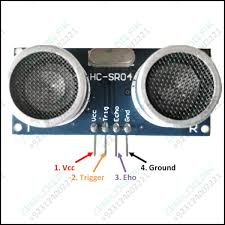 HC-SR04
T
R
Vcc
Trig
Echo
Gnd
1. Vcc
4. Ground
2. Trigger
3. Eho